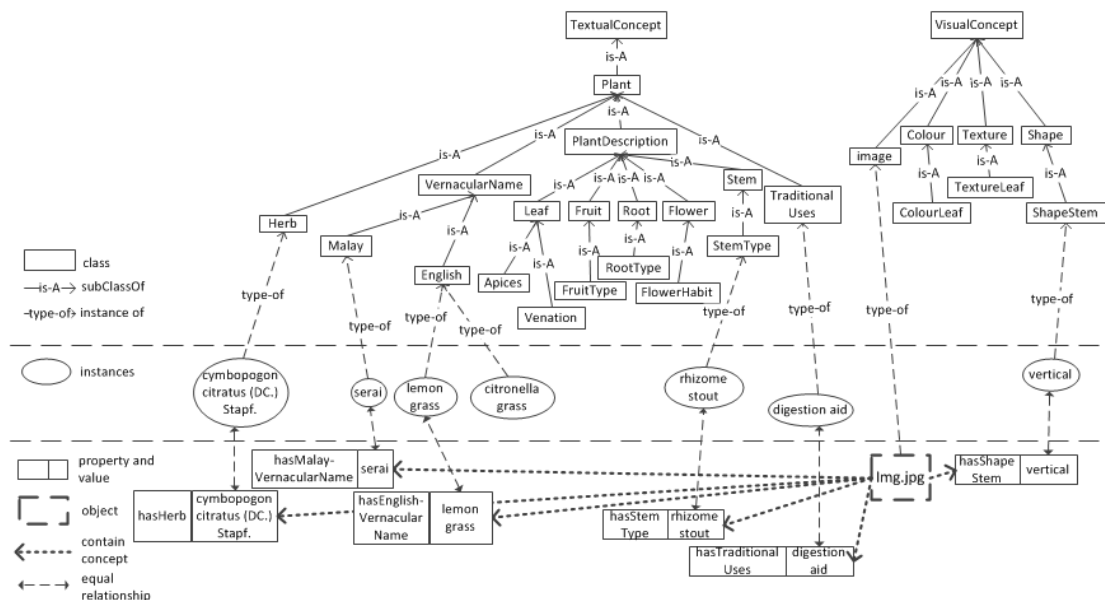 TextualConcept
VisualConcept
is-A
Plant
is-A
is-A
is-A
is-A
is-A
is-A
is-A
is-A
PlantDescription
Colour
Texture
Shape
is-A
image
is-A
is-A
VernacularName
is-A
is-A
is-A
is-A
Stem
Traditional
Uses
TextureLeaf
is-A
Leaf
Fruit
Root
Flower
ColourLeaf
ShapeStem
Herb
is-A
is-A
is-A
Malay
is-A
is-A
is-A
is-A
is-A
StemType
English
Apices
RootType
FruitType
FlowerHabit
Venation
class
is-A
subClassOf
type-of
instance of
type-of
type-of
type-of
type-of
type-of
type-of
type-of
type-of
instances
cymbopogon
citratus (DC.)
Stapf.
serai
lemon
grass
citronella
grass
rhizome
stout
digestion aid
vertical
property and
value
hasMalay-
VernacularName
serai
Img.jpg
hasShape
Stem
vertical
hasHerb
cymbopogon
citratus (DC.)
Stapf.
hasEnglish-
Vernacular
Name
lemon
grass
object
hasStem
Type
rhizome
stout
contain
concept
hasTraditional
Uses
digestion
aid
equal
relationship